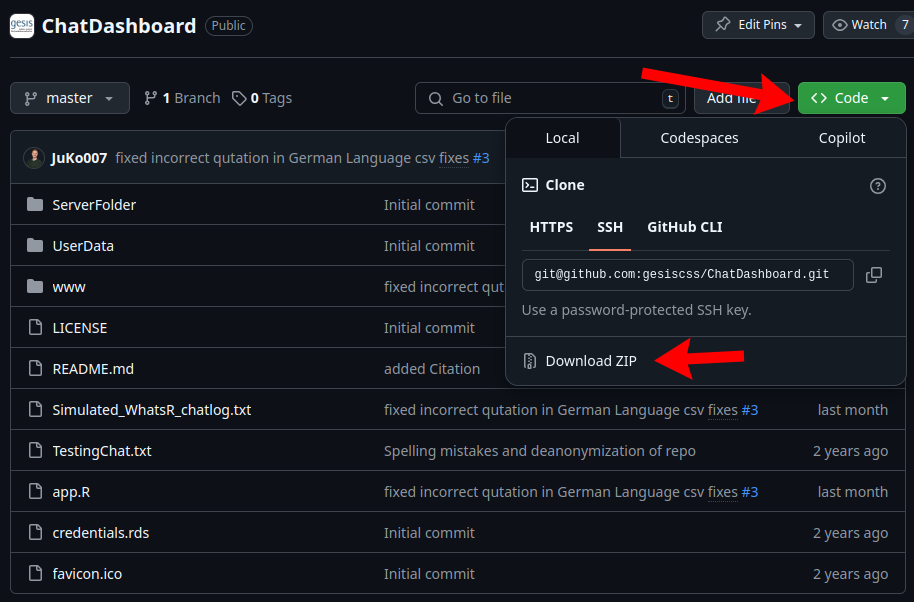 gesis ChatDashboard Public Edit Pins Watch 7
master 1 Branch 0 Tags Go to file t Add file Code
Local Codespaces Copilot
JuKo007 fixed incorrect qutation in German Language csv fixes #3
Clone
ServerFolder Initial commit
HTTPS SSH GitHub CLI
UserData Initial commit
git@github.com:gesiscss/ChatDashboard.git
www fixed incorrect qut
Use a password-protected SSH key.
LICENSE Initial commit
Download ZIP
README.md added Citation
Simulated_WhatsR_chatlog.txt fixed incorrect qutation in German Language csv fixes #3 last month
TestingChat.txt Spelling mistakes and deanonymization of repo 2 years ago
app.R fixed incorrect qutation in German Language csv fixes #3 last month
credentials.rds Initial commit 2 years ago
favicon.ico Initial commit 2 years ago